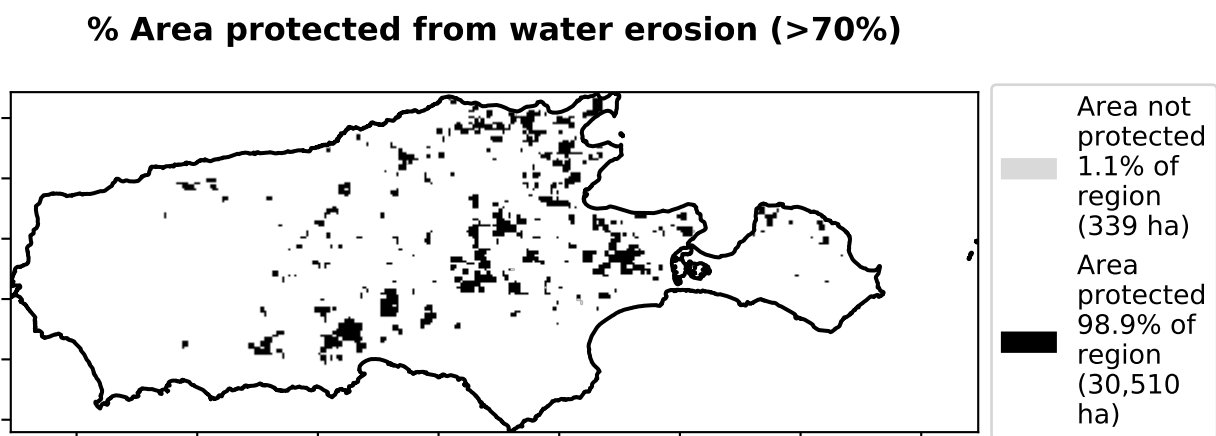 % Area protected from water erosion (>70%)
Area not
protected
1.1% of
region
(339 ha)
Area
protected
98.9% of
region
(30,510
ha)